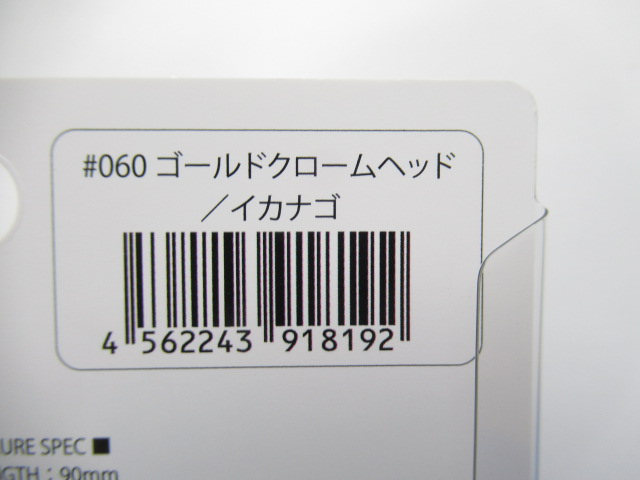 #060 ゴールドクロームヘッド
／イカナゴ
4 562243 918192
URE SPEC ■
NGTH : 90mm